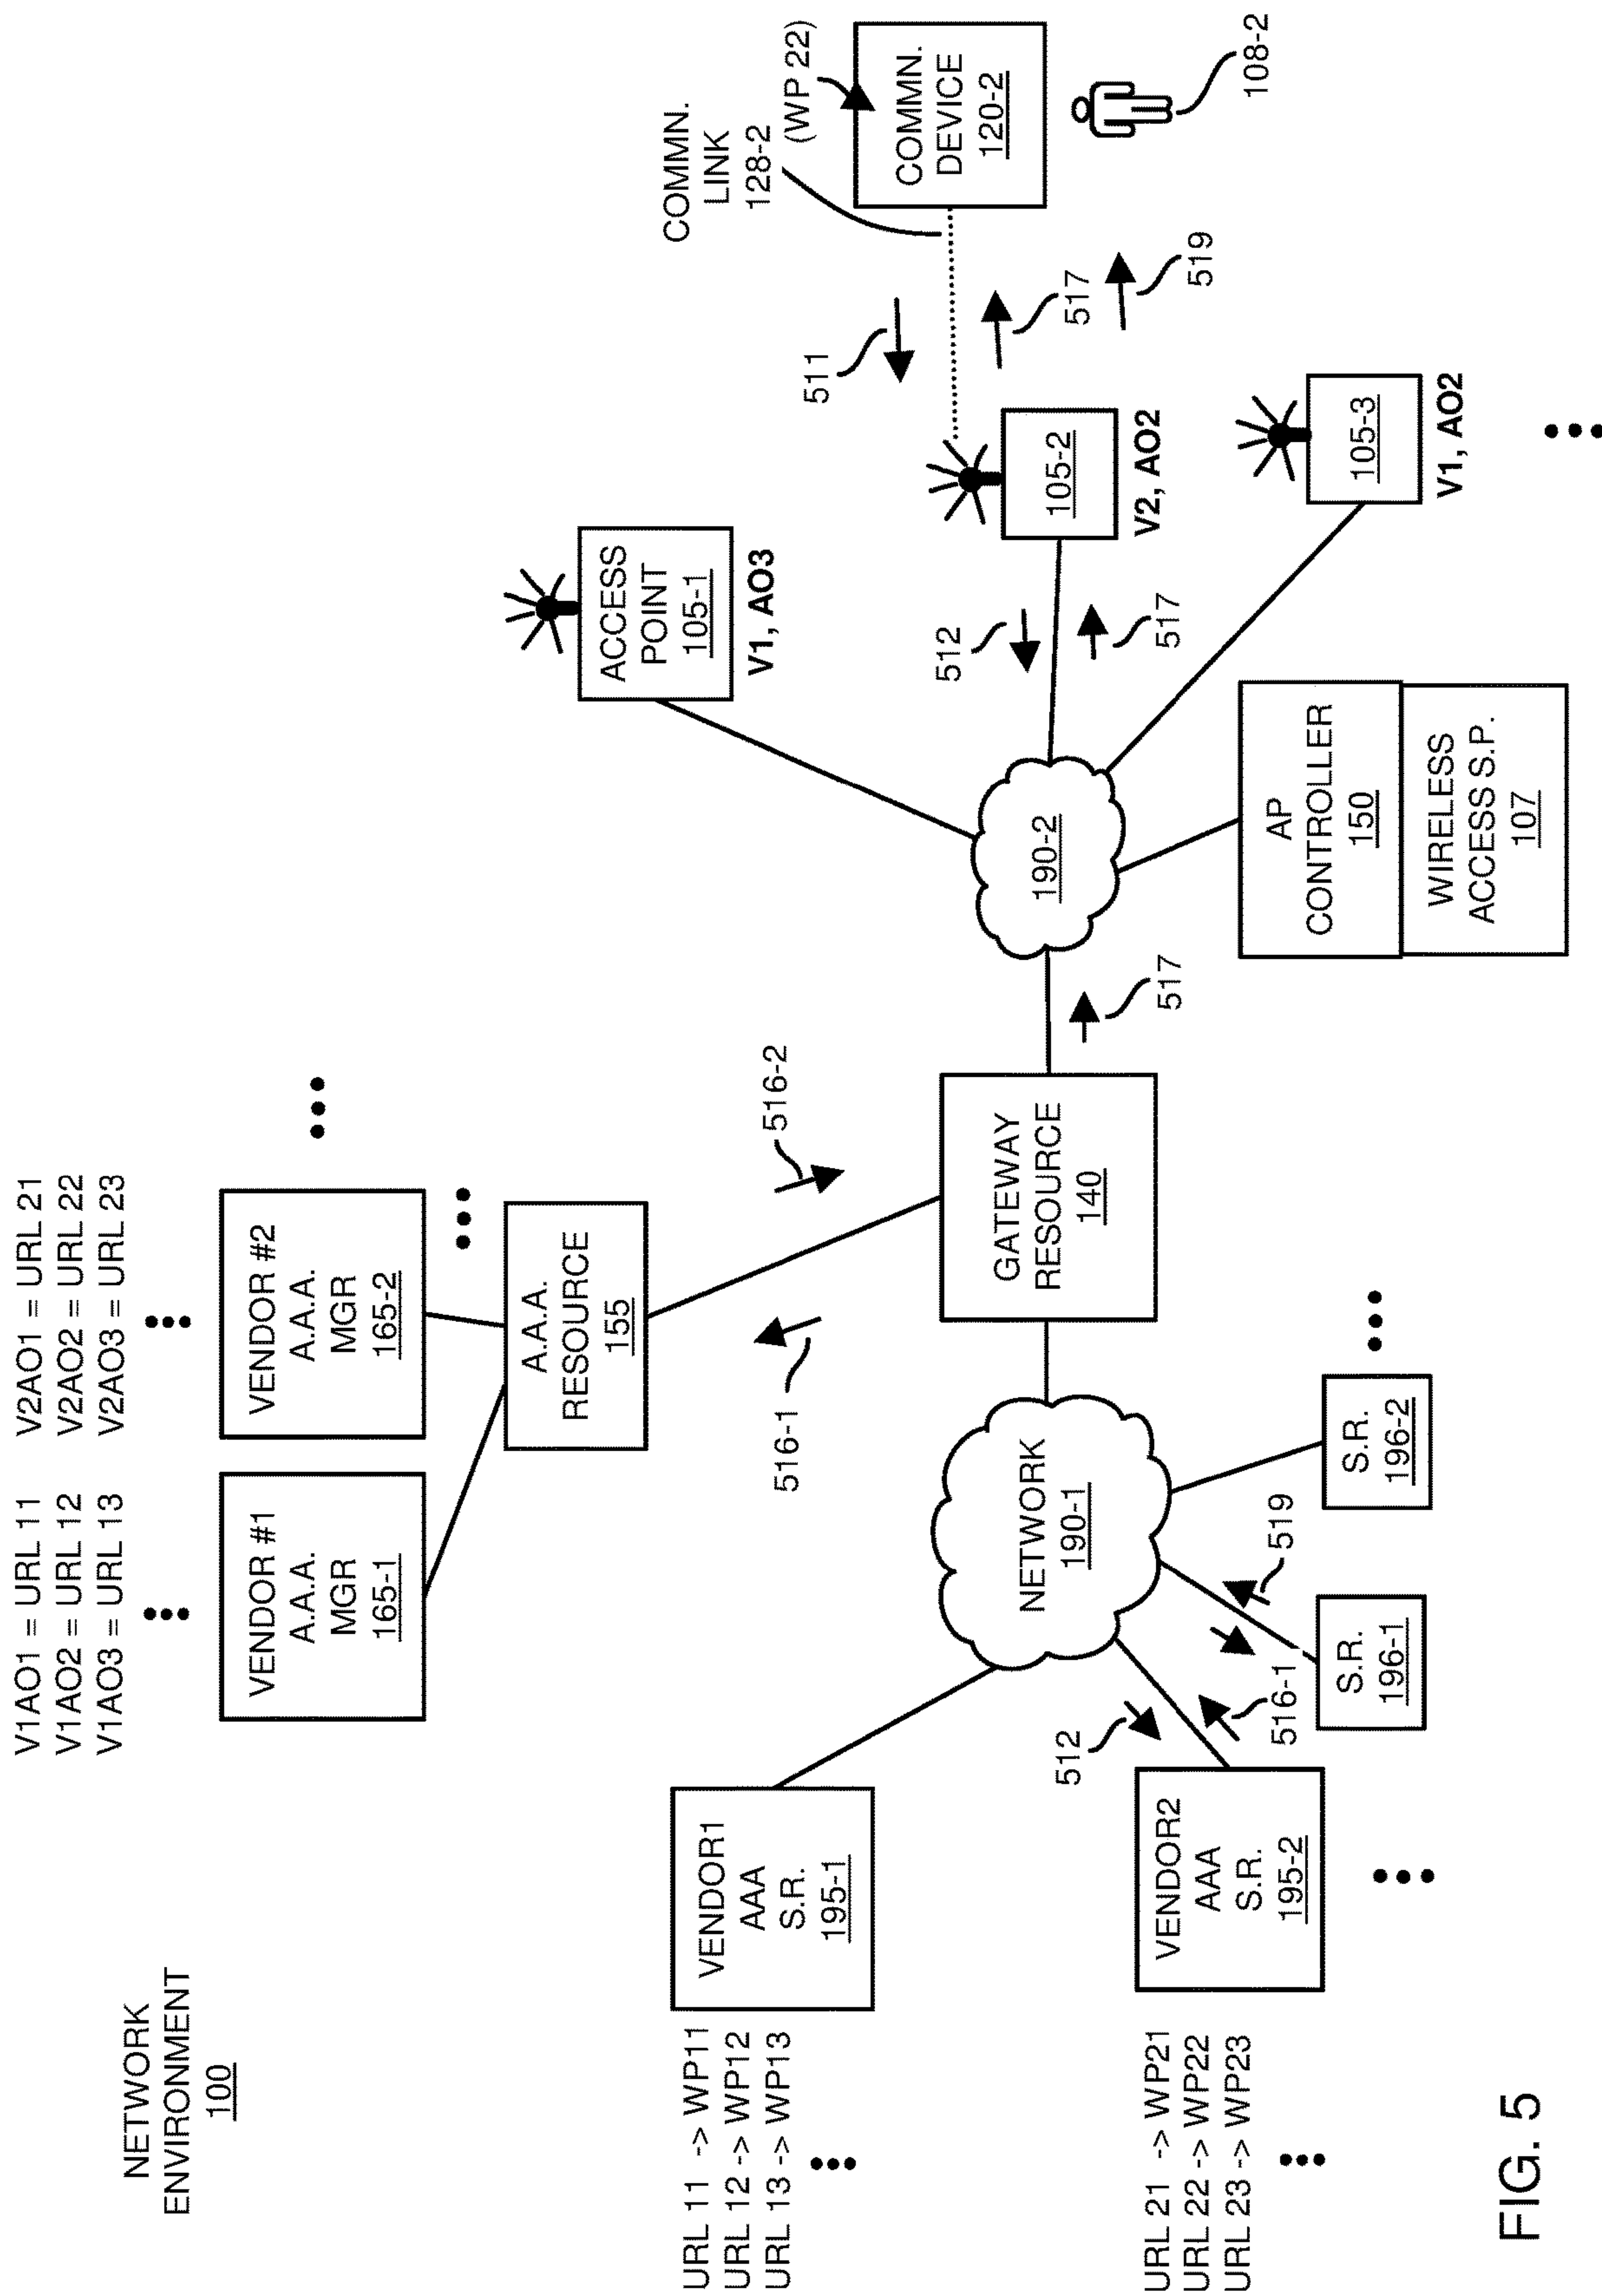 NETWORK
ENVIRONMENT
100
V1AO1 = URL 11
V1AO2 = URL 12
V1AO3 = URL 13
V2AO1 = URL 21
V2AO2 = URL 22
V2AO3 = URL 23
VENDOR #1
A.A.A.
MGR
165-1
VENDOR #2
A.A.A.
MGR
165-2
A.A.A.
RESOURCE
155
516-1
516-2
ACCESS
POINT
105-1
V1, AO3
COMMN.
LINK
128-2
(WP 22)
COMMN.
DEVICE
120-2
108-2
511
517
519
105-2
V2, AO2
512
517
105-3
V1, AO2
190-2
AP
CONTROLLER
150
WIRELESS
ACCESS S.P.
107
517
GATEWAY
RESOURCE
140
NETWORK
190-1
VENDOR1
AAA
S.R.
195-1
URL 11 -> WP11
URL 12 -> WP12
URL 13 -> WP13
512
516-1
519
VENDOR2
AAA
S.R.
195-2
URL 21 -> WP21
URL 22 -> WP22
URL 23 -> WP23
S.R.
196-1
S.R.
196-2
FIG. 5